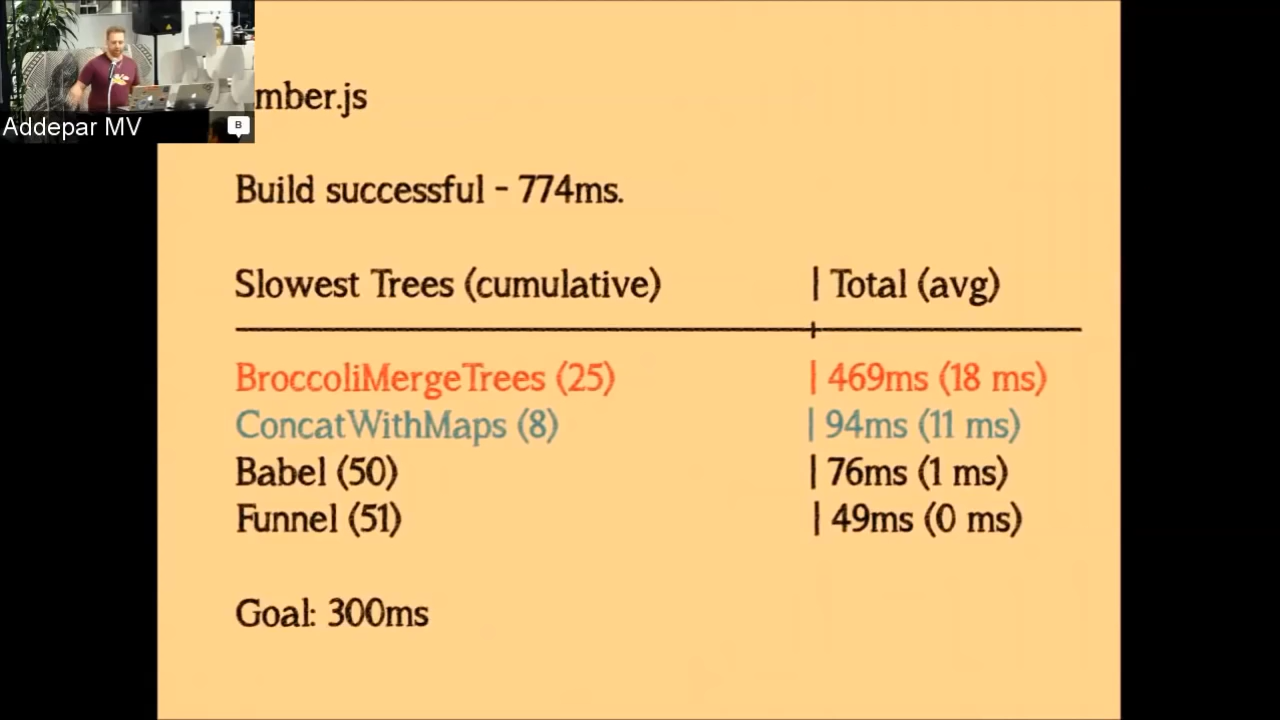 mber.js
Addepar MV
B
Build successful - 774ms.
Slowest Trees (cumulative) | Total (avg)
BroccoliMergeTrees (25) | 469ms (18 ms)
ConcatWithMaps (8) | 94ms (11 ms)
Babel (50) | 76ms (1 ms)
Funnel (51) | 49ms (0 ms)
Goal: 300ms